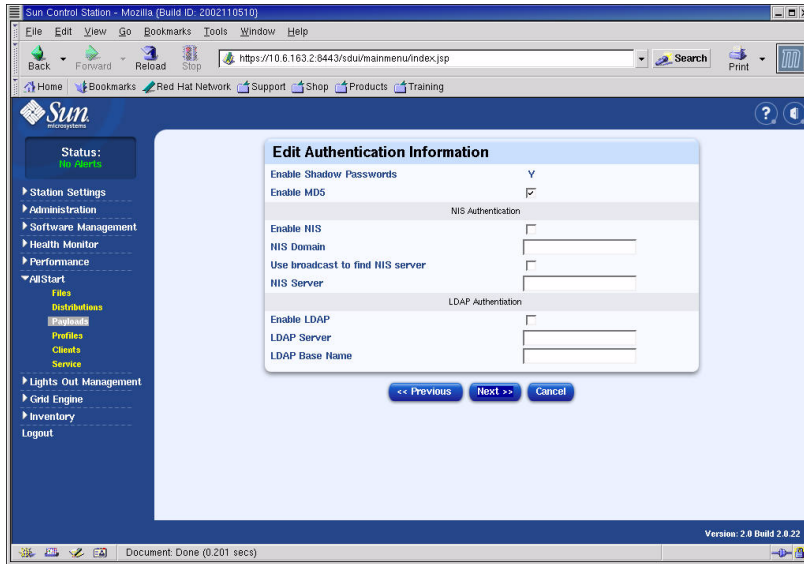 Sun Control Station - Mozilla {Build ID: 2002110510}
File Edit View Go Bookmarks Tools Window Help
Back Forward Reload Stop https://10.6.163.2:8443/sdui/mainmenu/index.jsp Search Print
Home Bookmarks Red Hat Network Support Shop Products Training
Sun
microsystems
?
Status:
No Alerts
Station Settings
Administration
Software Management
Health Monitor
Performance
AllStart
Files
Distributions
Payloads
Profiles
Clients
Service
Lights Out Management
Grid Engine
Inventory
Logout
Edit Authentication Information
Enable Shadow Passwords Y
Enable MD5
NIS Authentication
Enable NIS
NIS Domain
Use broadcast to find NIS server
NIS Server
LDAP Authentiation
Enable LDAP
LDAP Server
LDAP Base Name
<< Previous Next >> Cancel
Version: 2.0 Build 2.0.22
Document: Done (0.201 secs)